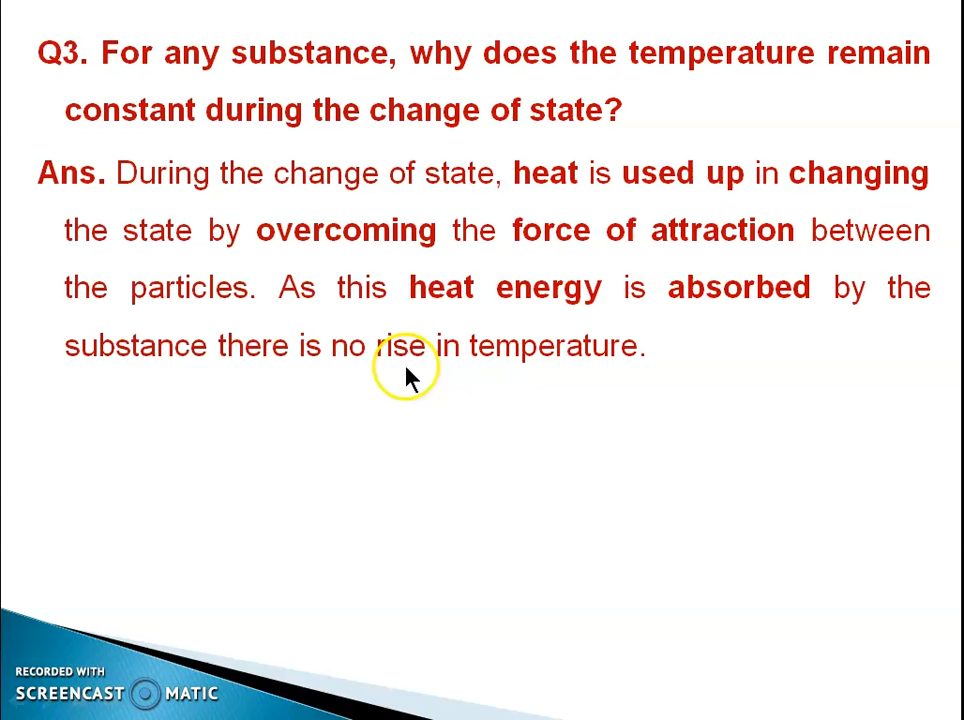 Q3. For any substance, why does the temperature remain
constant during the change of state?
Ans. During the change of state, heat is used up in changing
the state by overcoming the force of attraction between
the particles. As this heat energy is absorbed by the
substance there is no rise in temperature.
RECORDED WITH
SCREENCAST MATIC